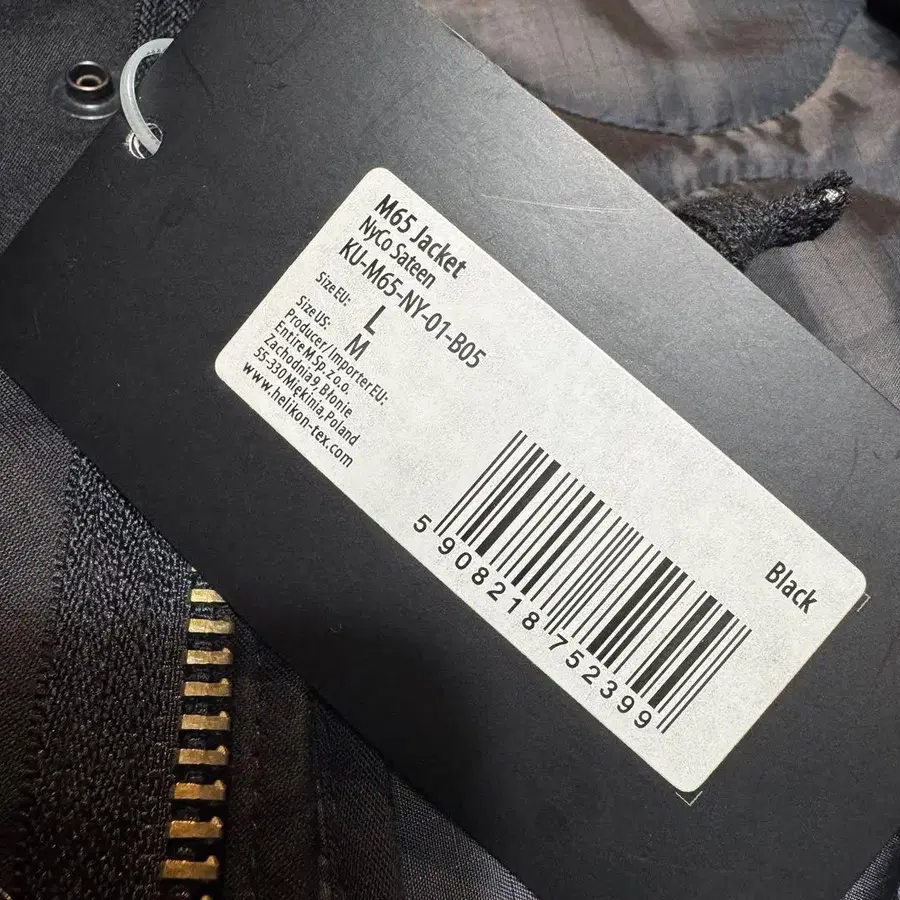 M65 Jacket
NyCo Sateen
KU-M65-NY-01-B05
Size EU: L
Size US: M
Producer/Importer EU:
Entire M Sp. z o.o.
Zachodnia 9, Błonie
55-330 Miękinia, Poland
www.helikon-tex.com
Black
5 908218 752399